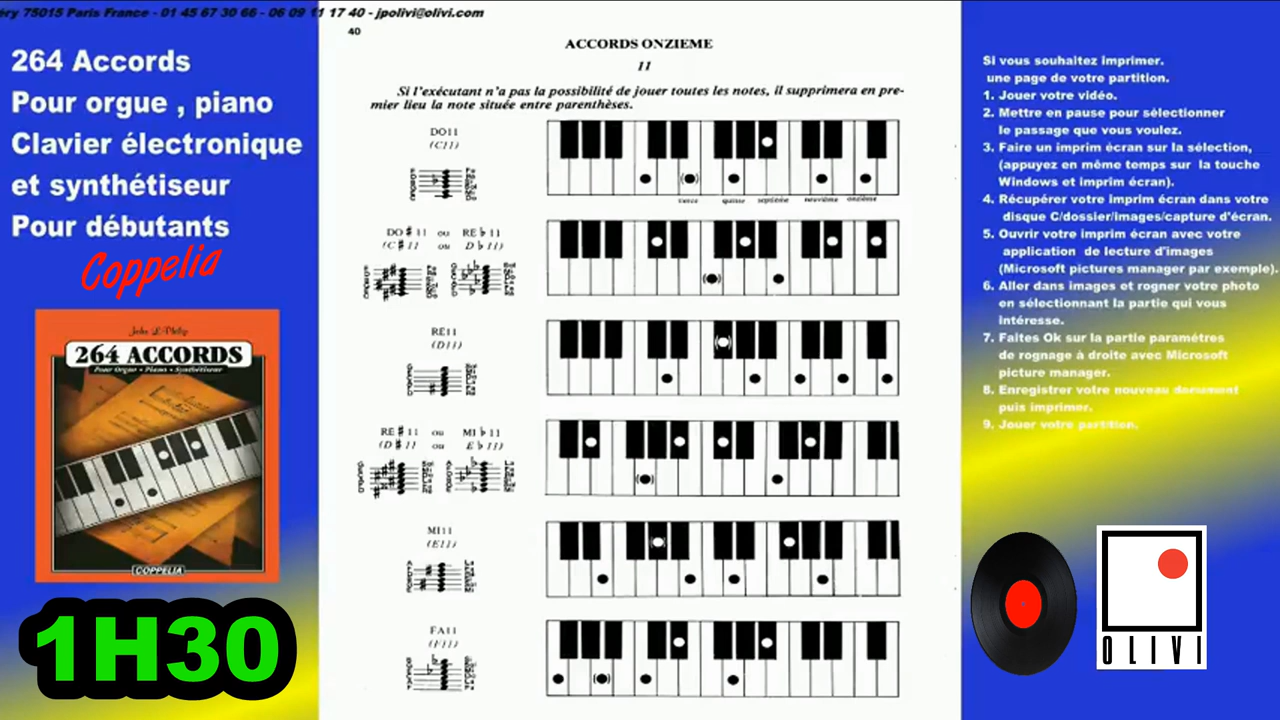 éry 75015 Paris France - 01 45 67 30 66 - 06 09 11 17 40 - jpolivi@olivi.com
264 Accords
Pour orgue , piano
Clavier électronique
et synthétiseur
Pour débutants
Coppelia
264 ACCORDS
Pour Orgue • Piano • Synthétiseur
COPPELIA
1H30
40
ACCORDS ONZIEME
11
Si l'exécutant n'a pas la possibilité de jouer toutes les notes, il supprimera en pre-
mier lieu la note située entre parenthèses.
DO11
(C11)
tierce quinte septième neuvième onzième
DO♯11 ou RE♭11
(C♯11 ou D♭11)
RE11
(D11)
RE♯11 ou MI♭11
(D♯11 ou E♭11)
MI11
(E11)
FA11
(F11)
Si vous souhaitez imprimer.
une page de votre partition.
1. Jouer votre vidéo.
2. Mettre en pause pour sélectionner
le passage que vous voulez.
3. Faire un imprim écran sur la sélection,
(appuyez en même temps sur la touche
Windows et imprim écran).
4. Récupérer votre imprim écran dans votre
disque C/dossier/images/capture d'écran.
5. Ouvrir votre imprim écran avec votre
application de lecture d'images
(Microsoft pictures manager par exemple).
6. Aller dans images et rogner votre photo
en sélectionnant la partie qui vous
intéresse.
7. Faites Ok sur la partie paramètres
de rognage à droite avec Microsoft
picture manager.
8. Enregistrer votre nouveau document
puis imprimer.
9. Jouer votre partition.
OLIVI